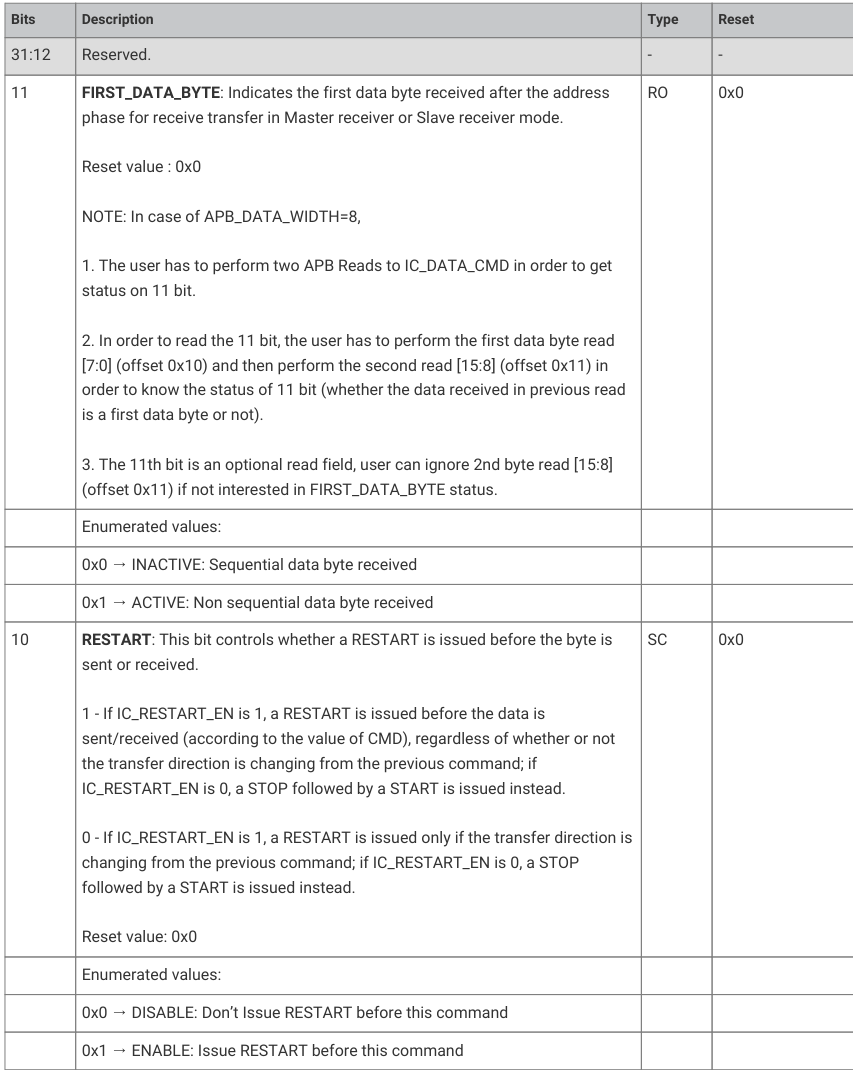 Bits Description Type Reset
31:12 Reserved. - -
11 FIRST_DATA_BYTE: Indicates the first data byte received after the address RO 0x0
phase for receive transfer in Master receiver or Slave receiver mode.
Reset value : 0x0
NOTE: In case of APB_DATA_WIDTH=8,
1. The user has to perform two APB Reads to IC_DATA_CMD in order to get
status on 11 bit.
2. In order to read the 11 bit, the user has to perform the first data byte read
[7:0] (offset 0x10) and then perform the second read [15:8] (offset 0x11) in
order to know the status of 11 bit (whether the data received in previous read
is a first data byte or not).
3. The 11th bit is an optional read field, user can ignore 2nd byte read [15:8]
(offset 0x11) if not interested in FIRST_DATA_BYTE status.
Enumerated values:
0x0 → INACTIVE: Sequential data byte received
0x1 → ACTIVE: Non sequential data byte received
10 RESTART: This bit controls whether a RESTART is issued before the byte is SC 0x0
sent or received.
1 - If IC_RESTART_EN is 1, a RESTART is issued before the data is
sent/received (according to the value of CMD), regardless of whether or not
the transfer direction is changing from the previous command; if
IC_RESTART_EN is 0, a STOP followed by a START is issued instead.
0 - If IC_RESTART_EN is 1, a RESTART is issued only if the transfer direction is
changing from the previous command; if IC_RESTART_EN is 0, a STOP
followed by a START is issued instead.
Reset value: 0x0
Enumerated values:
0x0 → DISABLE: Don’t Issue RESTART before this command
0x1 → ENABLE: Issue RESTART before this command